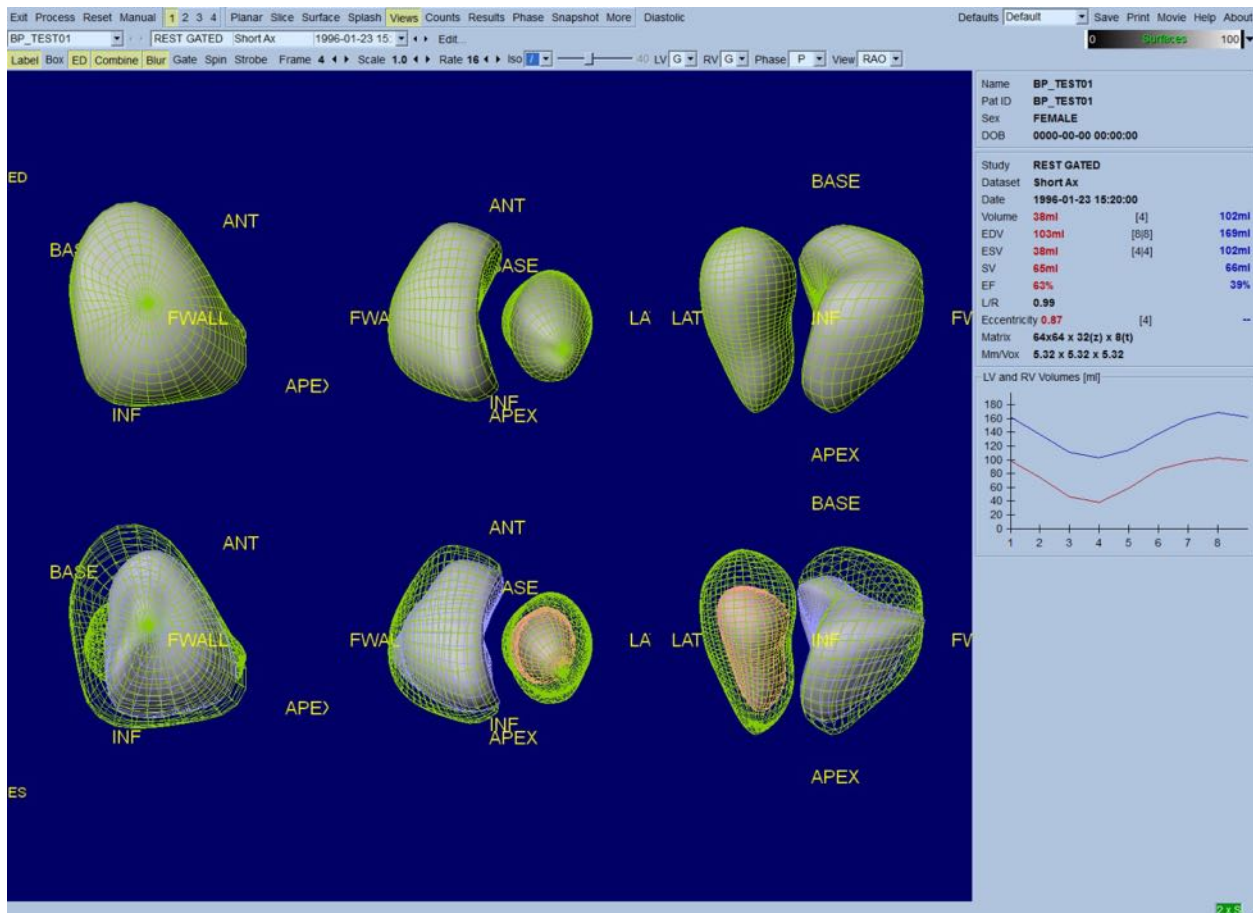 Exit Process Reset Manual 1 2 3 4 Planar Slice Surface Splash Views Counts Results Phase Snapshot More Diastolic Defaults Default Save Print Movie Help About
BP_TEST01 REST GATED Short Ax 1996-01-23 15: Edit... 0 Surfaces 100
Label Box ED Combine Blur Gate Spin Strobe Frame 4 Scale 1.0 Rate 16 Iso 40 LV G RV G Phase P View RAO
Name BP_TEST01
Pat ID BP_TEST01
Sex FEMALE
DOB 0000-00-00 00:00:00
Study REST GATED
Dataset Short Ax
Date 1996-01-23 15:20:00
Volume 38ml [4] 102ml
EDV 103ml [8|8] 169ml
ESV 38ml [4|4] 102ml
SV 65ml 66ml
EF 63% 39%
L/R 0.99
Eccentricity 0.87 [4] --
Matrix 64x64 x 32(z) x 8(t)
Mm/Vox 5.32 x 5.32 x 5.32
LV and RV Volumes [ml]
180
160
140
120
100
80
60
40
20
0
1 2 3 4 5 6 7 8
ED
BASE
ANT
ANT
BAS
BASE
FWALL
FWA
LA
LAT
INF
FW
APEX
INF
INF
APEX
APEX
BASE
ANT
ANT
BASE
BASE
FWALL
FWAL
LA
LAT
INF
FW
APEX
INF
INF
APEX
APEX
ES
2 x S